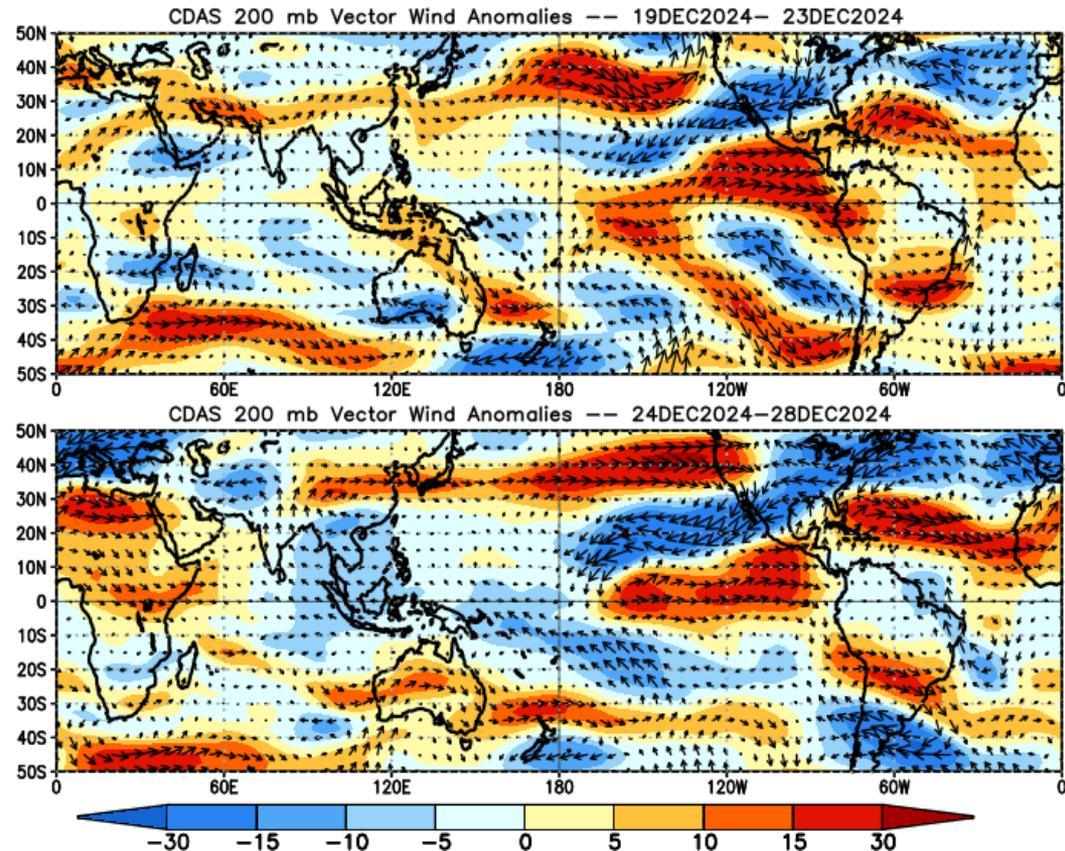 CDAS 200 mb Vector Wind Anomalies -- 19DEC2024- 23DEC2024
50N
40N
30N
20N
10N
0
10S
20S
30S
40S
50S
0 60E 120E 180 120W 60W 0
CDAS 200 mb Vector Wind Anomalies -- 24DEC2024-28DEC2024
50N
40N
30N
20N
10N
0
10S
20S
30S
40S
50S
0 60E 120E 180 120W 60W 0
-30 -15 -10 -5 0 5 10 15 30